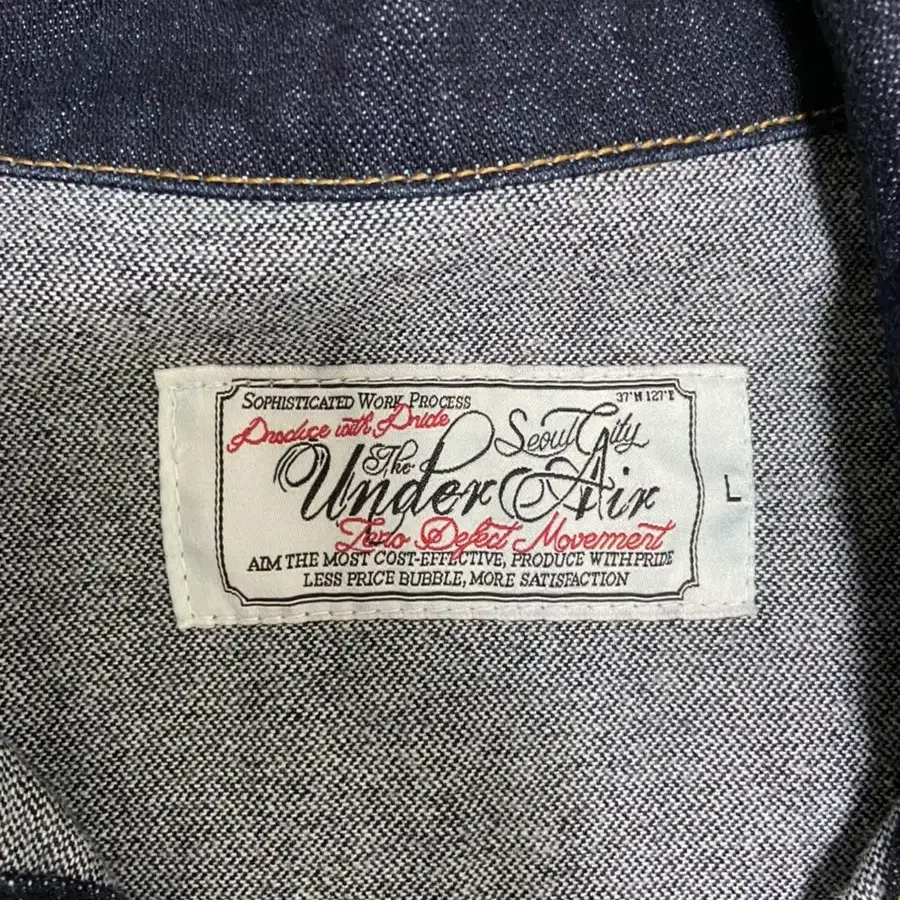 SOPHISTICATED WORK PROCESS
37°N 127°E
Produce with Pride
Seoul City
The
Under Air
L
Zero Defect Movement
AIM THE MOST COST-EFFECTIVE, PRODUCE WITH PRIDE
LESS PRICE BUBBLE, MORE SATISFACTION